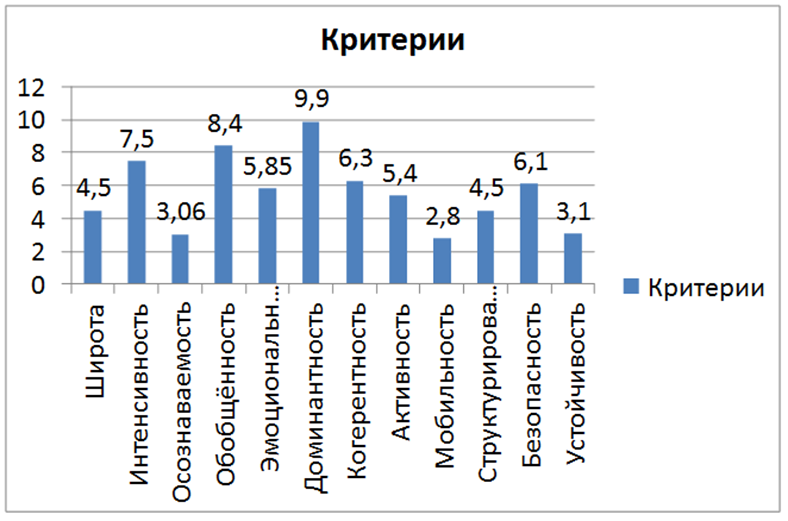 Критерии
12
10
8
6
4
2
0
4,5
7,5
3,06
8,4
5,85
9,9
6,3
5,4
2,8
4,5
6,1
3,1
Широта
Интенсивность
Осознаваемость
Обобщённость
Эмоциональн...
Доминантность
Когерентность
Активность
Мобильность
Структурирова...
Безопасность
Устойчивость
Критерии